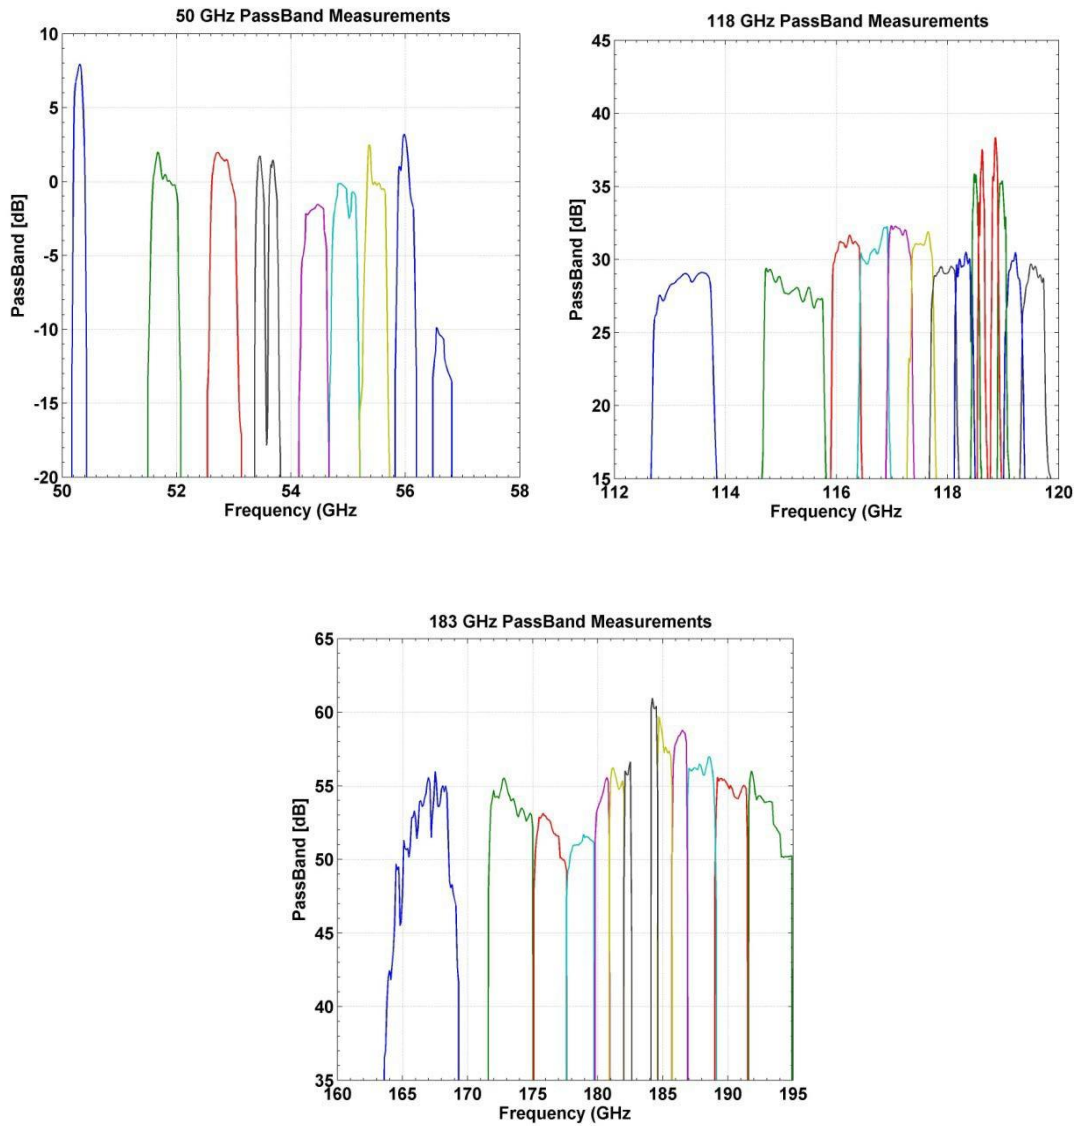 50 GHz PassBand Measurements
PassBand [dB]
10
5
0
-5
-10
-15
-20
50 52 54 56 58
Frequency (GHz
118 GHz PassBand Measurements
PassBand [dB]
45
40
35
30
25
20
15
112 114 116 118 120
Frequency (GHz
183 GHz PassBand Measurements
PassBand [dB]
65
60
55
50
45
40
35
160 165 170 175 180 185 190 195
Frequency (GHz